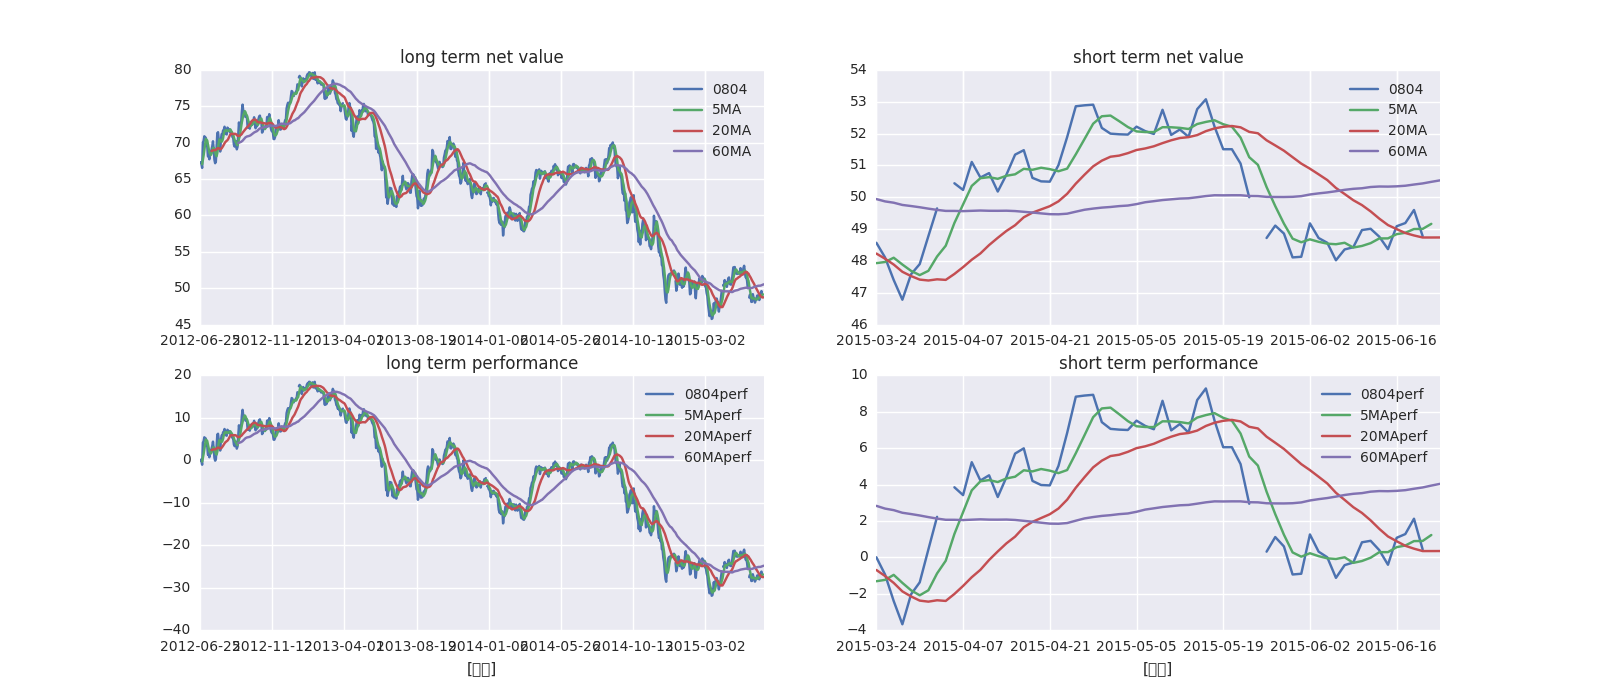 long term net value
80
75
70
65
60
55
50
45
0804
5MA
20MA
60MA
2012-06-25 2012-11-12 2013-04-01 2013-08-19 2014-01-06 2014-05-26 2014-10-13 2015-03-02
short term net value
54
53
52
51
50
49
48
47
46
0804
5MA
20MA
60MA
2015-03-24 2015-04-07 2015-04-21 2015-05-05 2015-05-19 2015-06-02 2015-06-16
long term performance
20
10
0
−10
−20
−30
−40
0804perf
5MAperf
20MAperf
60MAperf
2012-06-25 2012-11-12 2013-04-01 2013-08-19 2014-01-06 2014-05-26 2014-10-13 2015-03-02
short term performance
10
8
6
4
2
0
−2
−4
0804perf
5MAperf
20MAperf
60MAperf
2015-03-24 2015-04-07 2015-04-21 2015-05-05 2015-05-19 2015-06-02 2015-06-16